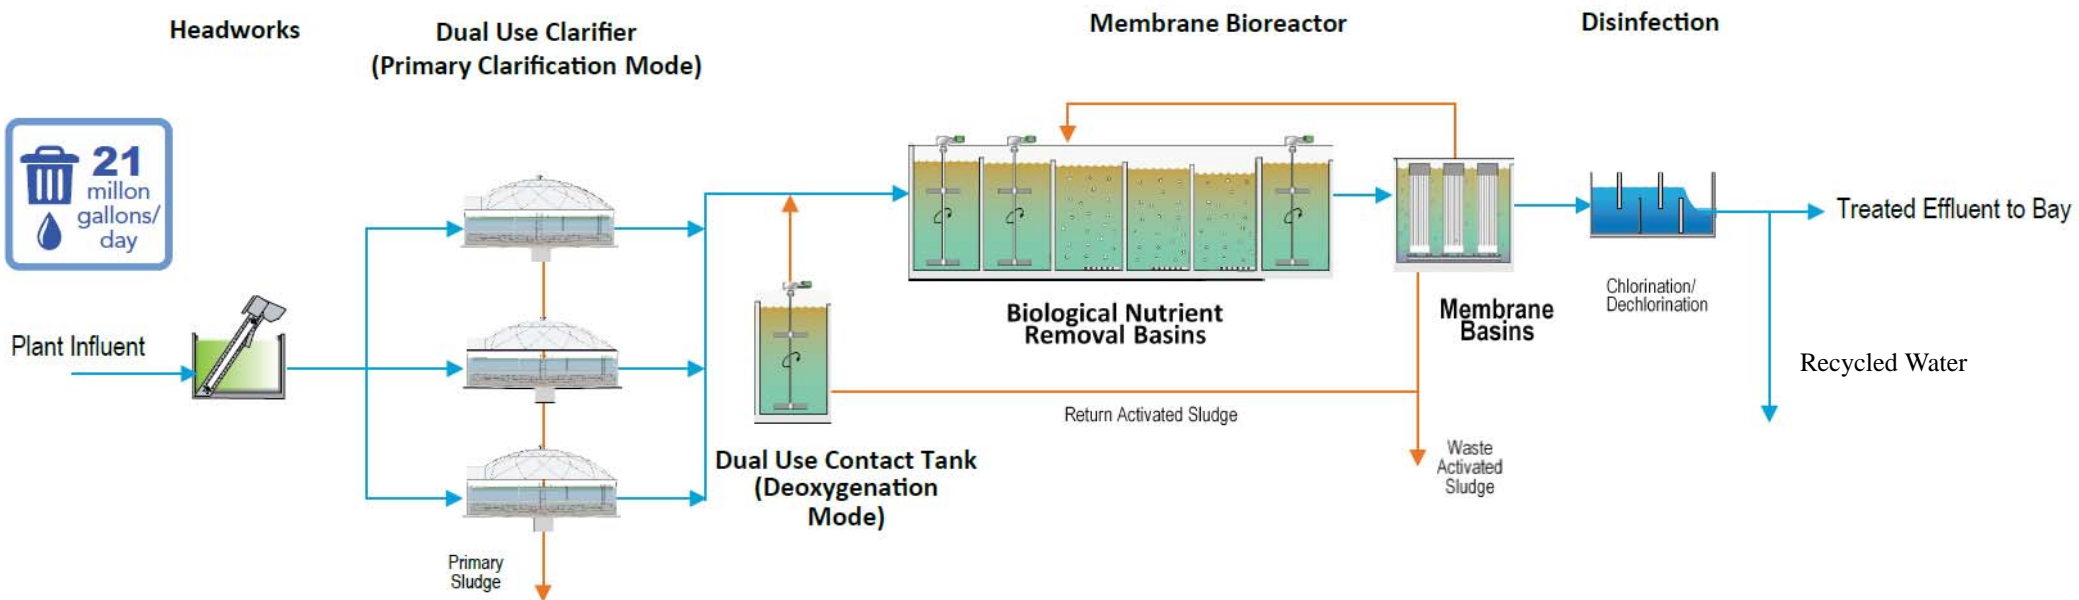 Headworks
Dual Use Clarifier
(Primary Clarification Mode)
Membrane Bioreactor
Disinfection
21
millon
gallons/
day
Plant Influent
Primary
Sludge
Dual Use Contact Tank
(Deoxygenation
Mode)
Biological Nutrient
Removal Basins
Return Activated Sludge
Membrane
Basins
Waste
Activated
Sludge
Chlorination/
Dechlorination
Treated Effluent to Bay
Recycled Water